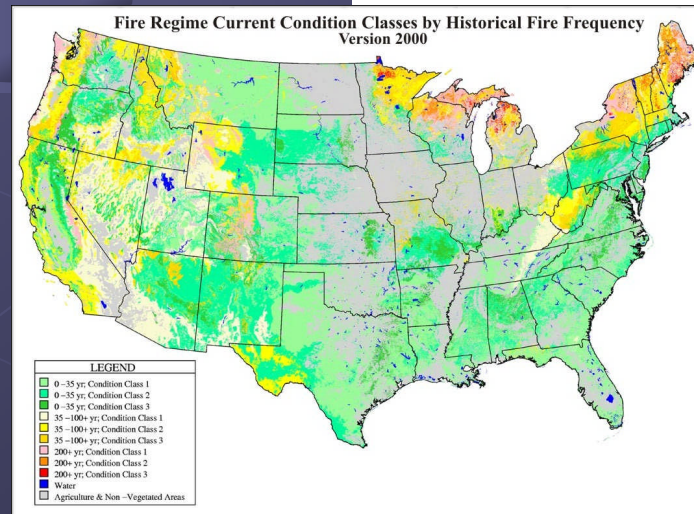 Fire Regime Current Condition Classes by Historical Fire Frequency
Version 2000
LEGEND
0 –35 yr; Condition Class 1
0 –35 yr; Condition Class 2
0 –35 yr; Condition Class 3
35 –100+ yr; Condition Class 1
35 –100+ yr; Condition Class 2
35 –100+ yr; Condition Class 3
200+ yr; Condition Class 1
200+ yr; Condition Class 2
200+ yr; Condition Class 3
Water
Agriculture & Non –Vegetated Areas